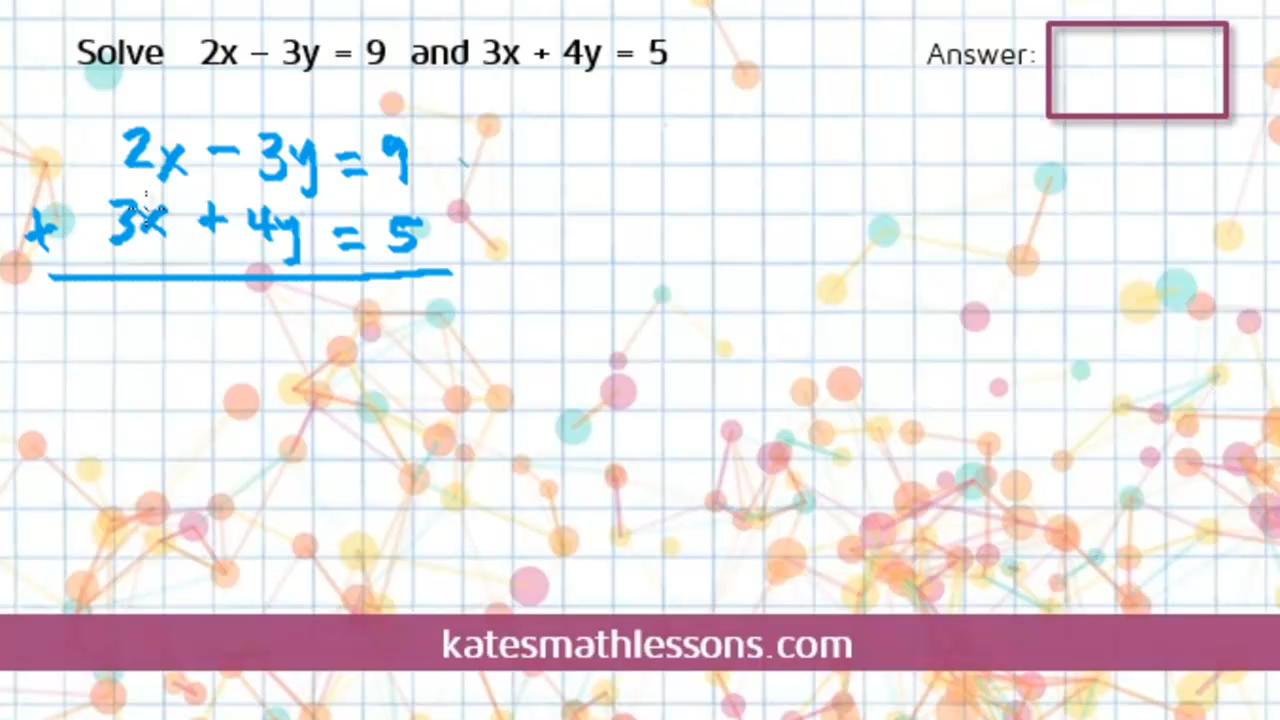 Solve 2x – 3y = 9 and 3x + 4y = 5
Answer:
2x - 3y = 9
+ 3x + 4y = 5
katesmathlessons.com